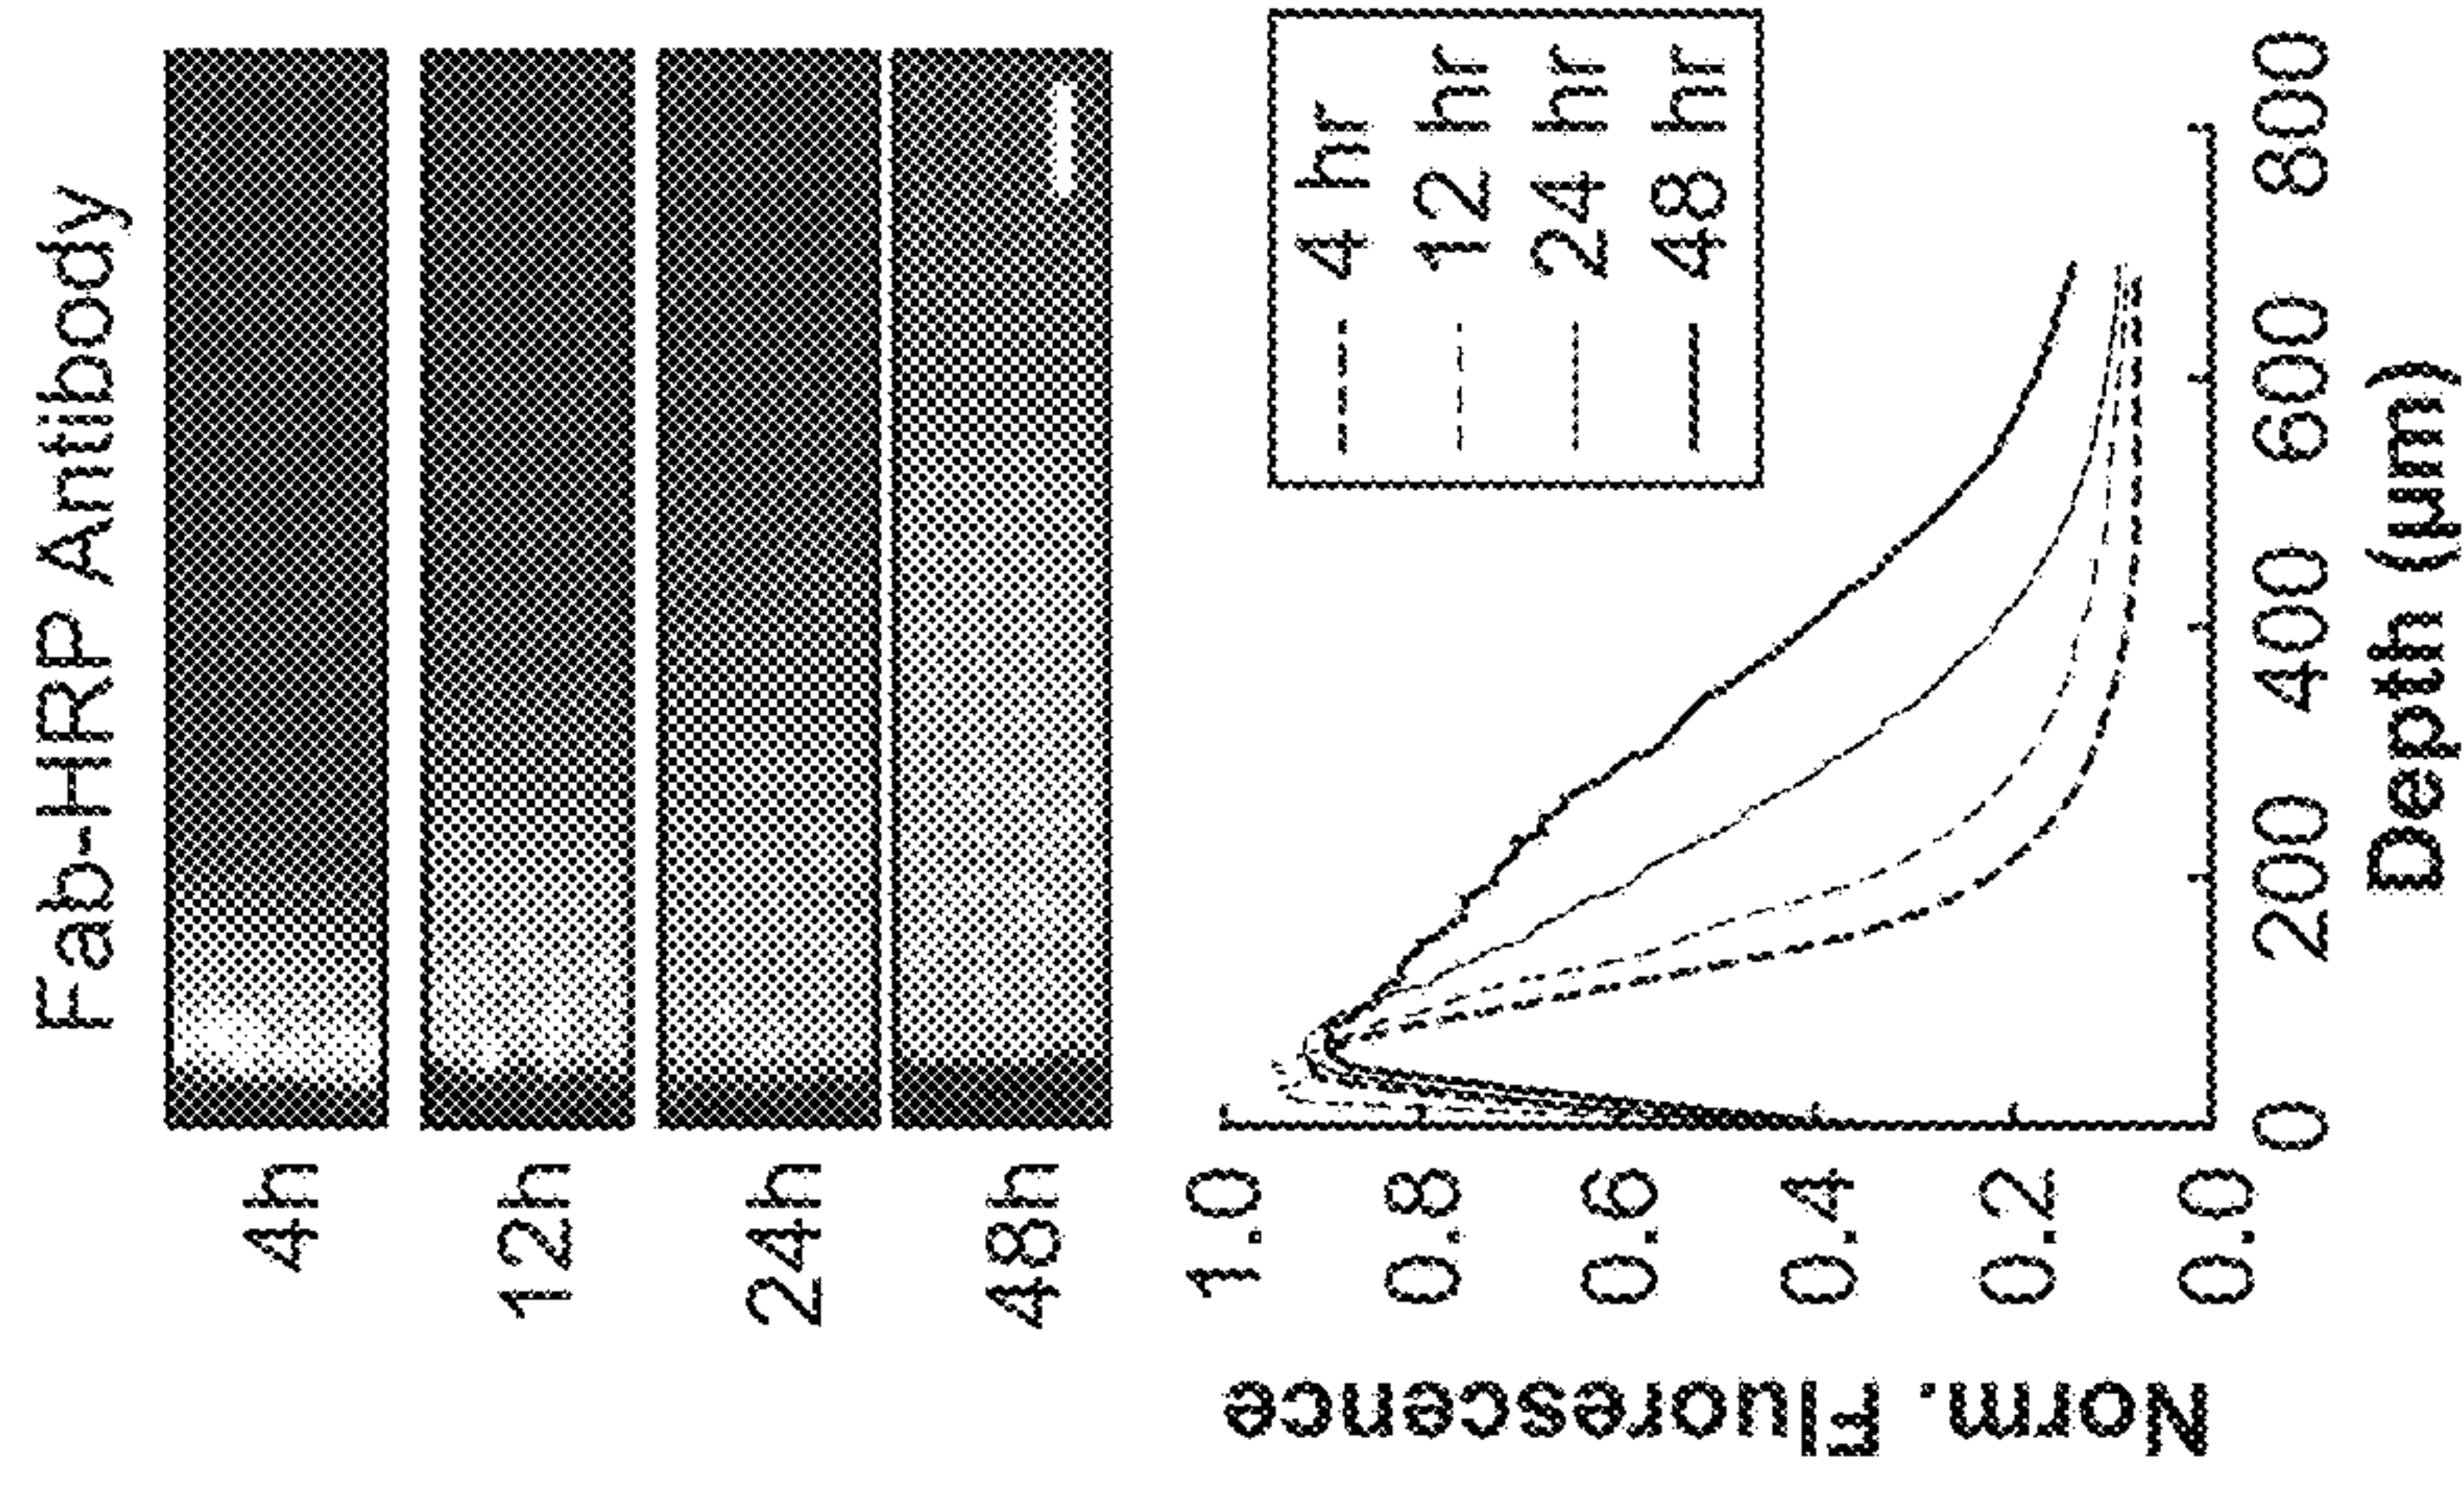 Fab-HRP Antibody
4h
12h
24h
48h
Norm. Fluorescence
1.0
0.8
0.6
0.4
0.2
0.0
0 200 400 600 800
Depth (µm)
4 hr
12 hr
24 hr
48 hr